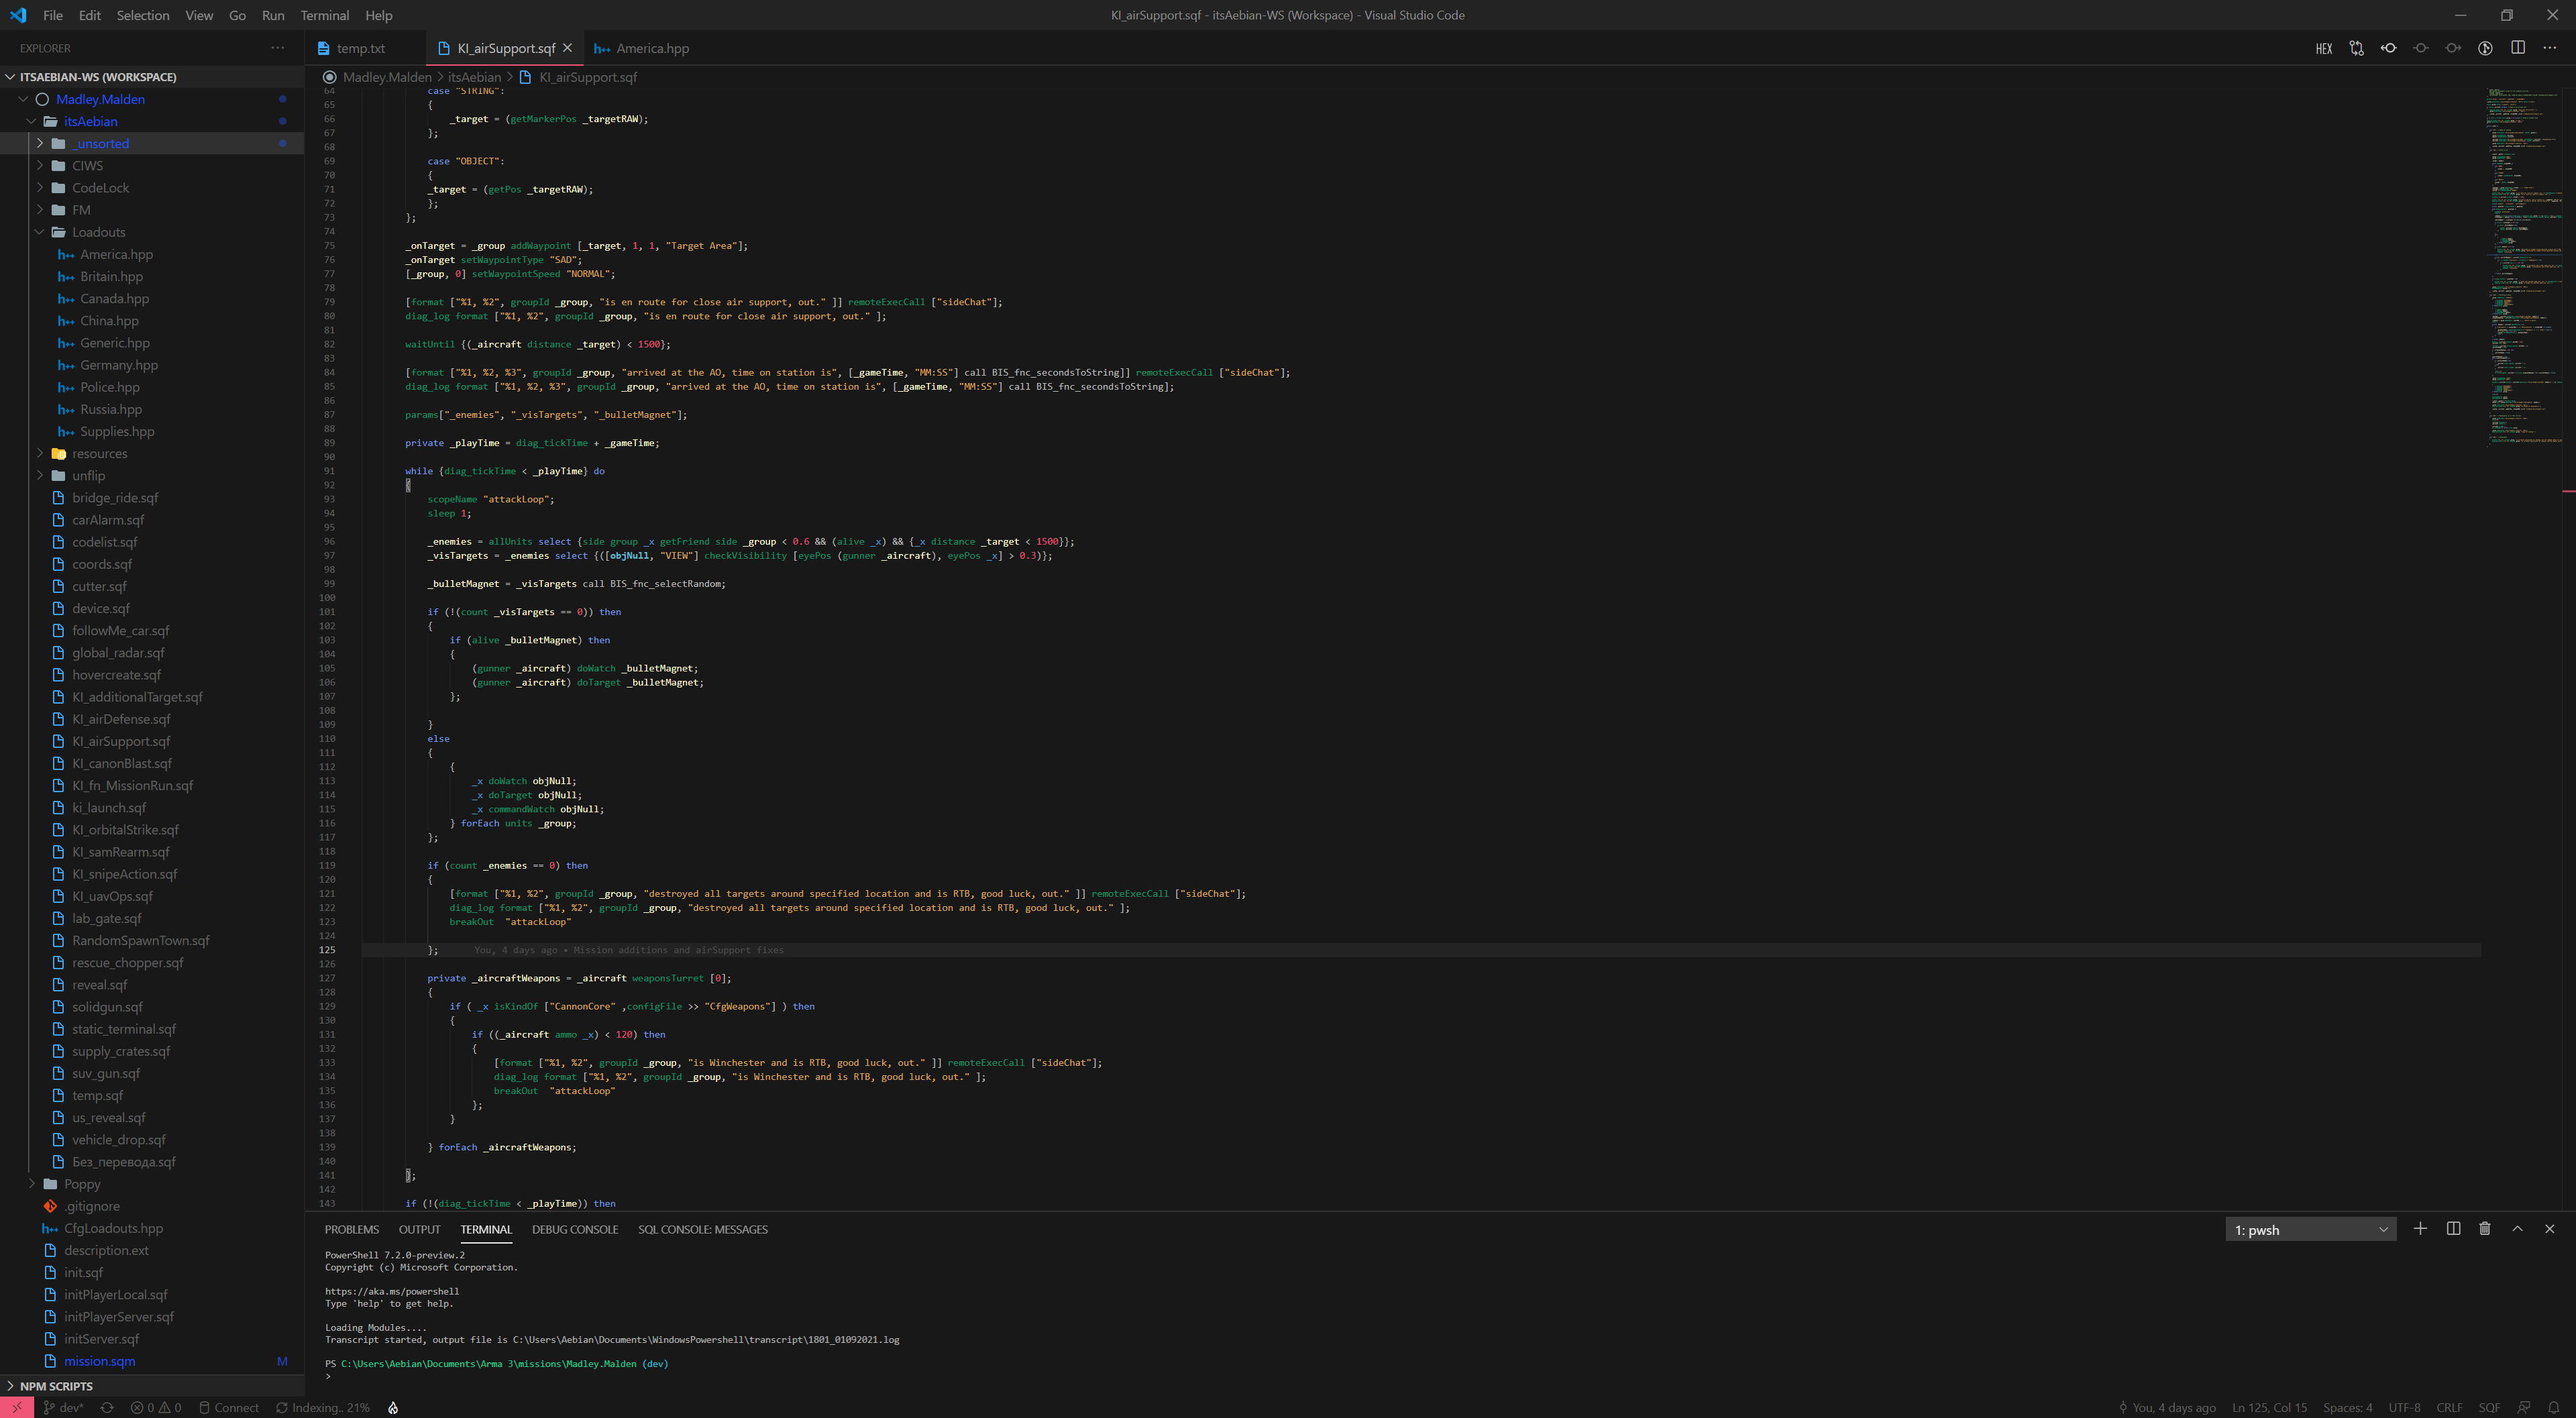 File Edit Selection View Go Run Terminal Help
KI_airSupport.sqf - itsAebian-WS (Workspace) - Visual Studio Code
EXPLORER
ITSAEBIAN-WS (WORKSPACE)
Madley.Malden
itsAebian
_unsorted
CIWS
CodeLock
FM
Loadouts
America.hpp
Britain.hpp
Canada.hpp
China.hpp
Generic.hpp
Germany.hpp
Police.hpp
Russia.hpp
Supplies.hpp
resources
unflip
bridge_ride.sqf
carAlarm.sqf
codelist.sqf
coords.sqf
cutter.sqf
device.sqf
followMe_car.sqf
global_radar.sqf
hovercreate.sqf
KI_additionalTarget.sqf
KI_airDefense.sqf
KI_airSupport.sqf
KI_canonBlast.sqf
KI_fn_MissionRun.sqf
ki_launch.sqf
KI_orbitalStrike.sqf
KI_samRearm.sqf
KI_snipeAction.sqf
KI_uavOps.sqf
lab_gate.sqf
RandomSpawnTown.sqf
rescue_chopper.sqf
reveal.sqf
solidgun.sqf
static_terminal.sqf
supply_crates.sqf
suv_gun.sqf
temp.sqf
us_reveal.sqf
vehicle_drop.sqf
Без_перевода.sqf
Poppy
.gitignore
CfgLoadouts.hpp
description.ext
init.sqf
initPlayerLocal.sqf
initPlayerServer.sqf
initServer.sqf
mission.sqm M
NPM SCRIPTS
temp.txt KI_airSupport.sqf America.hpp
HEX
Madley.Malden > itsAebian > KI_airSupport.sqf
64 case "STRING":
65 {
66 _target = (getMarkerPos _targetRAW);
67 };
68
69 case "OBJECT":
70 {
71 _target = (getPos _targetRAW);
72 };
73 };
74
75 _onTarget = _group addWaypoint [_target, 1, 1, "Target Area"];
76 _onTarget setWaypointType "SAD";
77 [_group, 0] setWaypointSpeed "NORMAL";
78
79 [format ["%1, %2", groupId _group, "is en route for close air support, out." ]] remoteExecCall ["sideChat"];
80 diag_log format ["%1, %2", groupId _group, "is en route for close air support, out." ];
81
82 waitUntil {(_aircraft distance _target) < 1500};
83
84 [format ["%1, %2, %3", groupId _group, "arrived at the AO, time on station is", [_gameTime, "MM:SS"] call BIS_fnc_secondsToString]] remoteExecCall ["sideChat"];
85 diag_log format ["%1, %2, %3", groupId _group, "arrived at the AO, time on station is", [_gameTime, "MM:SS"] call BIS_fnc_secondsToString];
86
87 params["_enemies", "_visTargets", "_bulletMagnet"];
88
89 private _playTime = diag_tickTime + _gameTime;
90
91 while {diag_tickTime < _playTime} do
92 {
93 scopeName "attackLoop";
94 sleep 1;
95
96 _enemies = allUnits select {side group _x getFriend side _group < 0.6 && (alive _x) && {_x distance _target < 1500}};
97 _visTargets = _enemies select {([objNull, "VIEW"] checkVisibility [eyePos (gunner _aircraft), eyePos _x] > 0.3)};
98
99 _bulletMagnet = _visTargets call BIS_fnc_selectRandom;
100
101 if (!(count _visTargets == 0)) then
102 {
103 if (alive _bulletMagnet) then
104 {
105 (gunner _aircraft) doWatch _bulletMagnet;
106 (gunner _aircraft) doTarget _bulletMagnet;
107 };
108
109 }
110 else
111 {
112 {
113 _x doWatch objNull;
114 _x doTarget objNull;
115 _x commandWatch objNull;
116 } forEach units _group;
117 };
118
119 if (count _enemies == 0) then
120 {
121 [format ["%1, %2", groupId _group, "destroyed all targets around specified location and is RTB, good luck, out." ]] remoteExecCall ["sideChat"];
122 diag_log format ["%1, %2", groupId _group, "destroyed all targets around specified location and is RTB, good luck, out." ];
123 breakOut "attackLoop"
124
125 }; You, 4 days ago • Mission additions and airSupport fixes
126
127 private _aircraftWeapons = _aircraft weaponsTurret [0];
128 {
129 if ( _x isKindOf ["CannonCore" ,configFile >> "CfgWeapons"] ) then
130 {
131 if ((_aircraft ammo _x) < 120) then
132 {
133 [format ["%1, %2", groupId _group, "is Winchester and is RTB, good luck, out." ]] remoteExecCall ["sideChat"];
134 diag_log format ["%1, %2", groupId _group, "is Winchester and is RTB, good luck, out." ];
135 breakOut "attackLoop"
136 };
137 }
138
139 } forEach _aircraftWeapons;
140
141 };
142
143 if (!(diag_tickTime < _playTime)) then
PROBLEMS OUTPUT TERMINAL DEBUG CONSOLE SQL CONSOLE: MESSAGES
1: pwsh
PowerShell 7.2.0-preview.2
Copyright (c) Microsoft Corporation.
https://aka.ms/powershell
Type 'help' to get help.
Loading Modules....
Transcript started, output file is C:\Users\Aebian\Documents\WindowsPowershell\transcript\1801_01092021.log
PS C:\Users\Aebian\Documents\Arma 3\missions\Madley.Malden (dev)
>
dev* 0 0 Connect Indexing.. 21%
You, 4 days ago Ln 125, Col 15 Spaces: 4 UTF-8 CRLF SQF